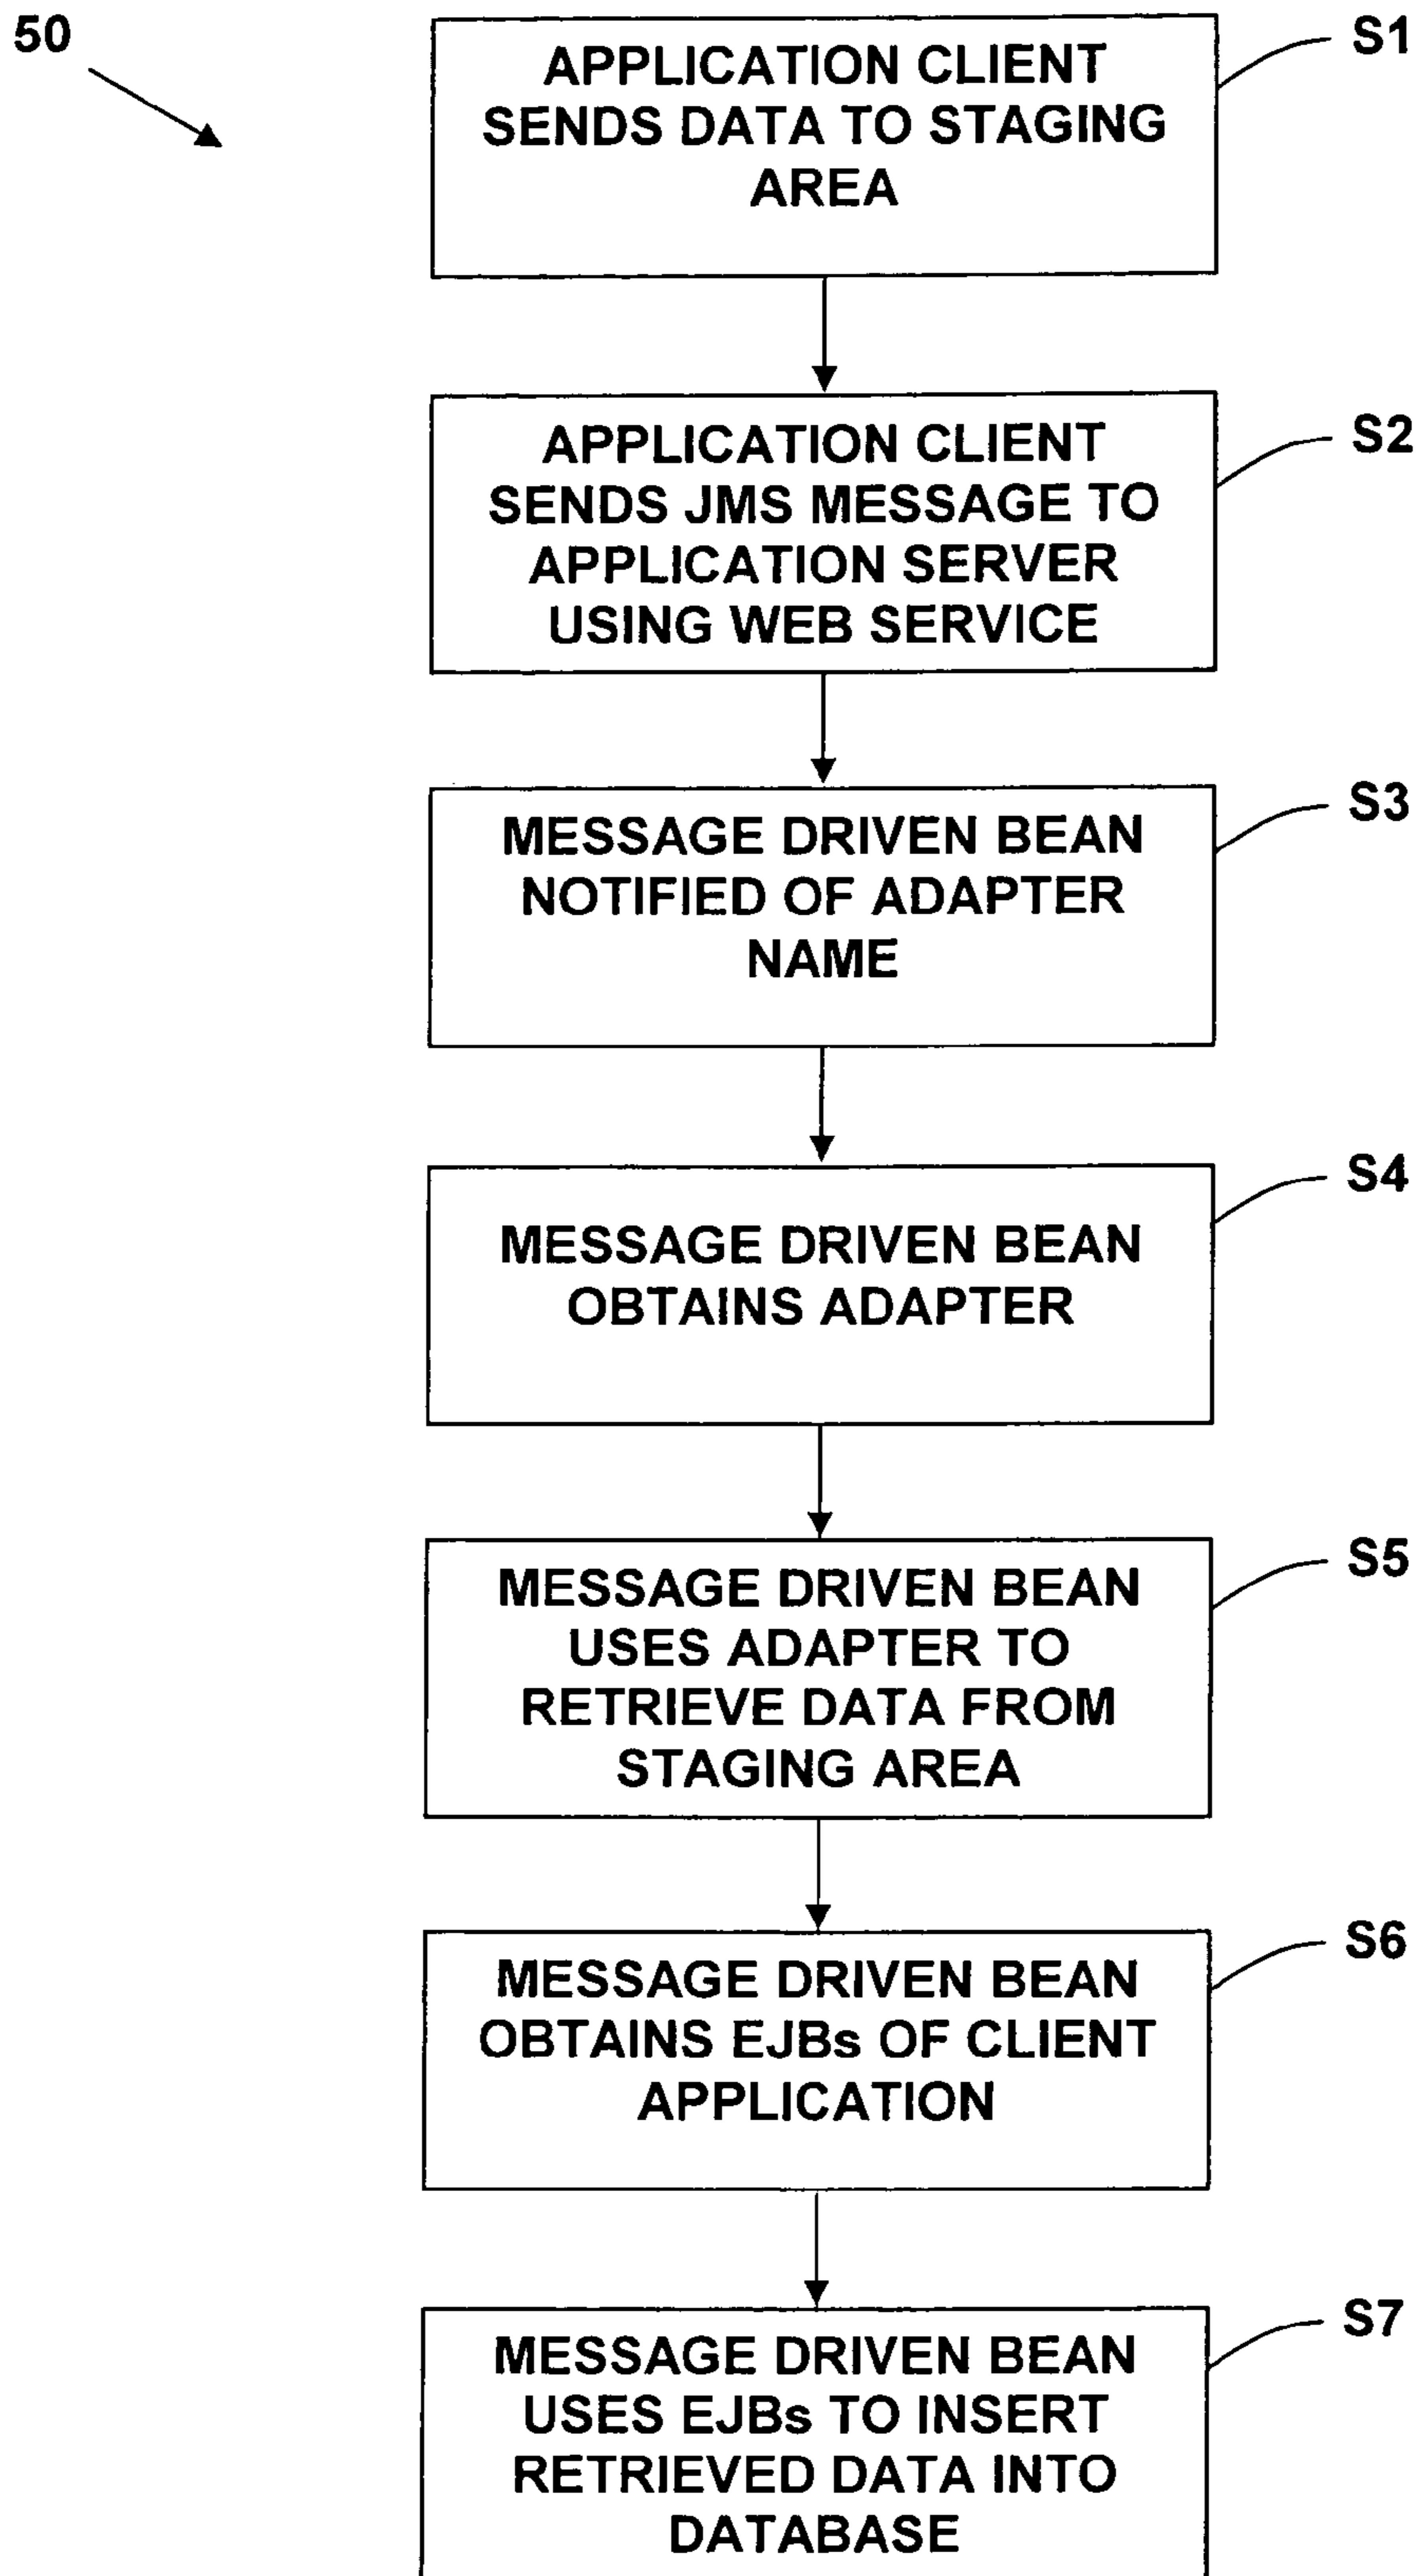 50
APPLICATION CLIENT
SENDS DATA TO STAGING
AREA
S1
APPLICATION CLIENT
SENDS JMS MESSAGE TO
APPLICATION SERVER
USING WEB SERVICE
S2
MESSAGE DRIVEN BEAN
NOTIFIED OF ADAPTER
NAME
S3
MESSAGE DRIVEN BEAN
OBTAINS ADAPTER
S4
MESSAGE DRIVEN BEAN
USES ADAPTER TO
RETRIEVE DATA FROM
STAGING AREA
S5
MESSAGE DRIVEN BEAN
OBTAINS EJBs OF CLIENT
APPLICATION
S6
MESSAGE DRIVEN BEAN
USES EJBs TO INSERT
RETRIEVED DATA INTO
DATABASE
S7